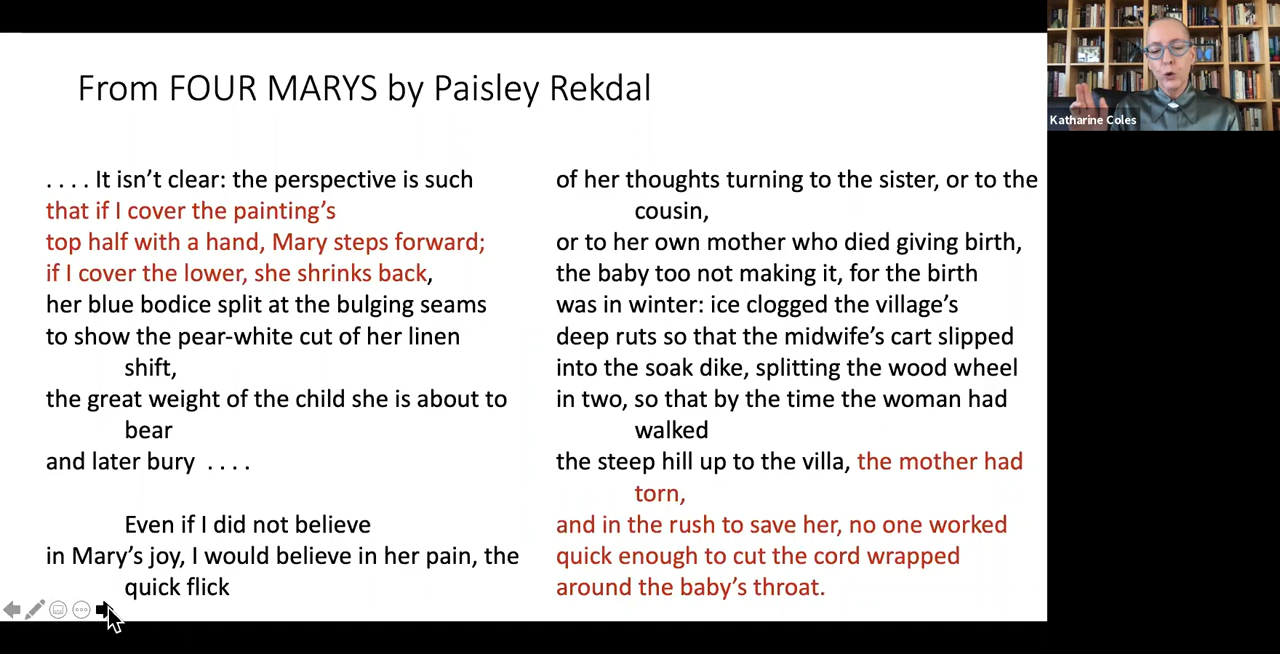 From FOUR MARYS by Paisley Rekdal
. . . . It isn’t clear: the perspective is such
that if I cover the painting’s
top half with a hand, Mary steps forward;
if I cover the lower, she shrinks back,
her blue bodice split at the bulging seams
to show the pear-white cut of her linen
shift,
the great weight of the child she is about to
bear
and later bury . . . .
Even if I did not believe
in Mary’s joy, I would believe in her pain, the
quick flick
of her thoughts turning to the sister, or to the
cousin,
or to her own mother who died giving birth,
the baby too not making it, for the birth
was in winter: ice clogged the village’s
deep ruts so that the midwife’s cart slipped
into the soak dike, splitting the wood wheel
in two, so that by the time the woman had
walked
the steep hill up to the villa, the mother had
torn,
and in the rush to save her, no one worked
quick enough to cut the cord wrapped
around the baby’s throat.
Katharine Coles